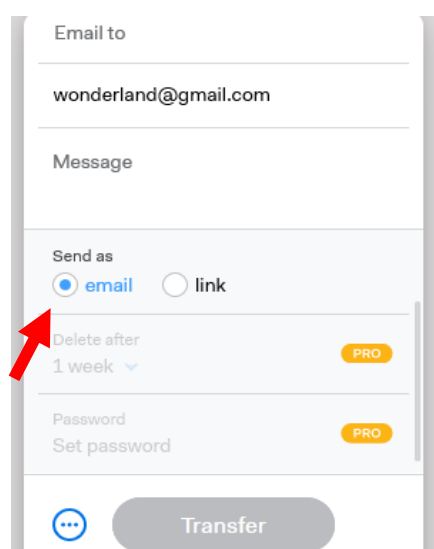 Email to
wonderland@gmail.com
Message
Send as
email link
Delete after
1 week PRO
Password
Set password PRO
Transfer